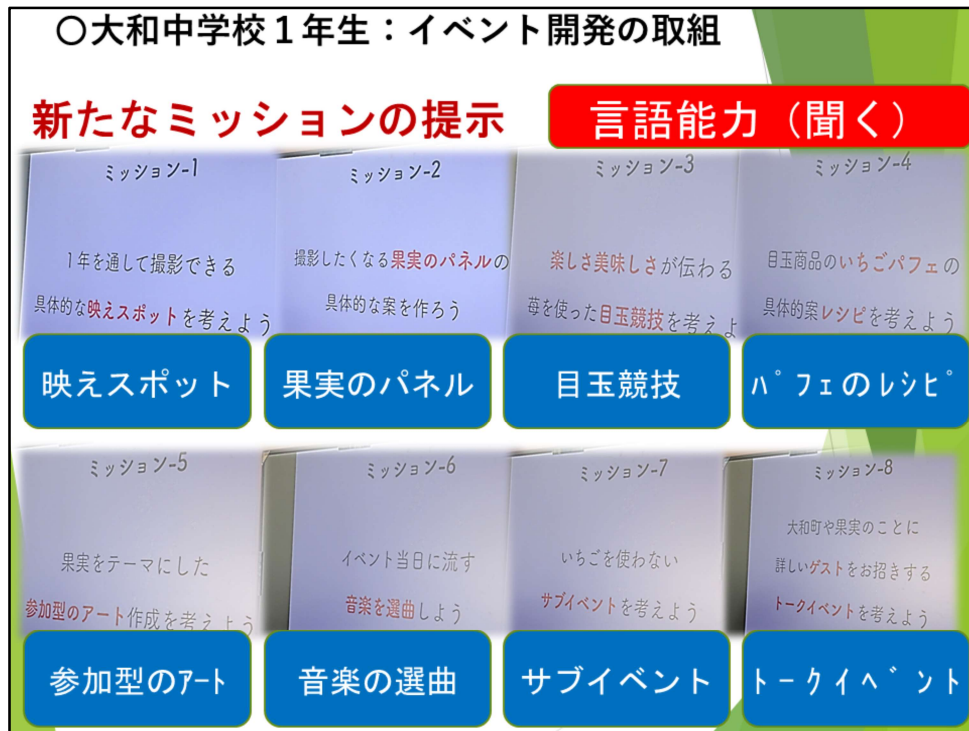 〇大和中学校１年生：イベント開発の取組
新たなミッションの提示
言語能力（聞く）
ミッション-1
1年を通して撮影できる
具体的な映えスポットを考えよう
映えスポット
ミッション-2
撮影したくなる果実のパネルの
具体的な案を作ろう
果実のパネル
ミッション-3
楽しさ美味しさが伝わる
苺を使った目玉競技を考えよ
目玉競技
ミッション-4
目玉商品のいちごパフェの
具体的案レシピを考えよう
ﾊﾟﾌｪのﾚｼﾋﾟ
ミッション-5
果実をテーマにした
参加型のアート作成を考えよう
参加型のｱｰﾄ
ミッション-6
イベント当日に流す
音楽を選曲しよう
音楽の選曲
ミッション-7
いちごを使わない
サブイベントを考えよう
サブイベント
ミッション-8
大和町や果実のことに
詳しいゲストをお招きする
トークイベントを考えよう
ﾄｰｸｲﾍﾞﾝﾄ